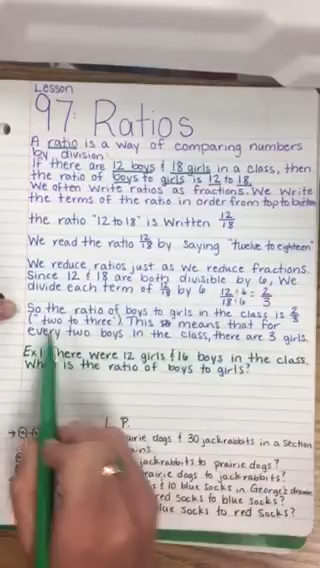 Lesson
97: Ratios
A ratio is a way of comparing numbers
by division.
If there are 12 boys & 18 girls in a class, then
the ratio of boys to girls is 12 to 18.
We often write ratios as fractions. We write
the terms of the ratio in order from top to bottom
the ratio "12 to 18" is written 12/18
We read the ratio 12/18 by saying "twelve to eighteen"
We reduce ratios just as we reduce fractions.
Since 12 & 18 are both divisible by 6, We
divide each term of 12/18 by 6 12÷6/18÷6 = 2/3
So the ratio of boys to girls in the class is 2/3
("two to three"). This means that for
every two boys in the class, there are 3 girls.
Ex1 There were 12 girls & 16 boys in the class,
is the ratio of boys to girls?
L.P.
dogs & 30 jackrabbits in a section
jackrabbits to prairie dogs?
dogs to jackrabbits?
& 10 blue socks in George's
red socks to blue socks?
socks to red socks?